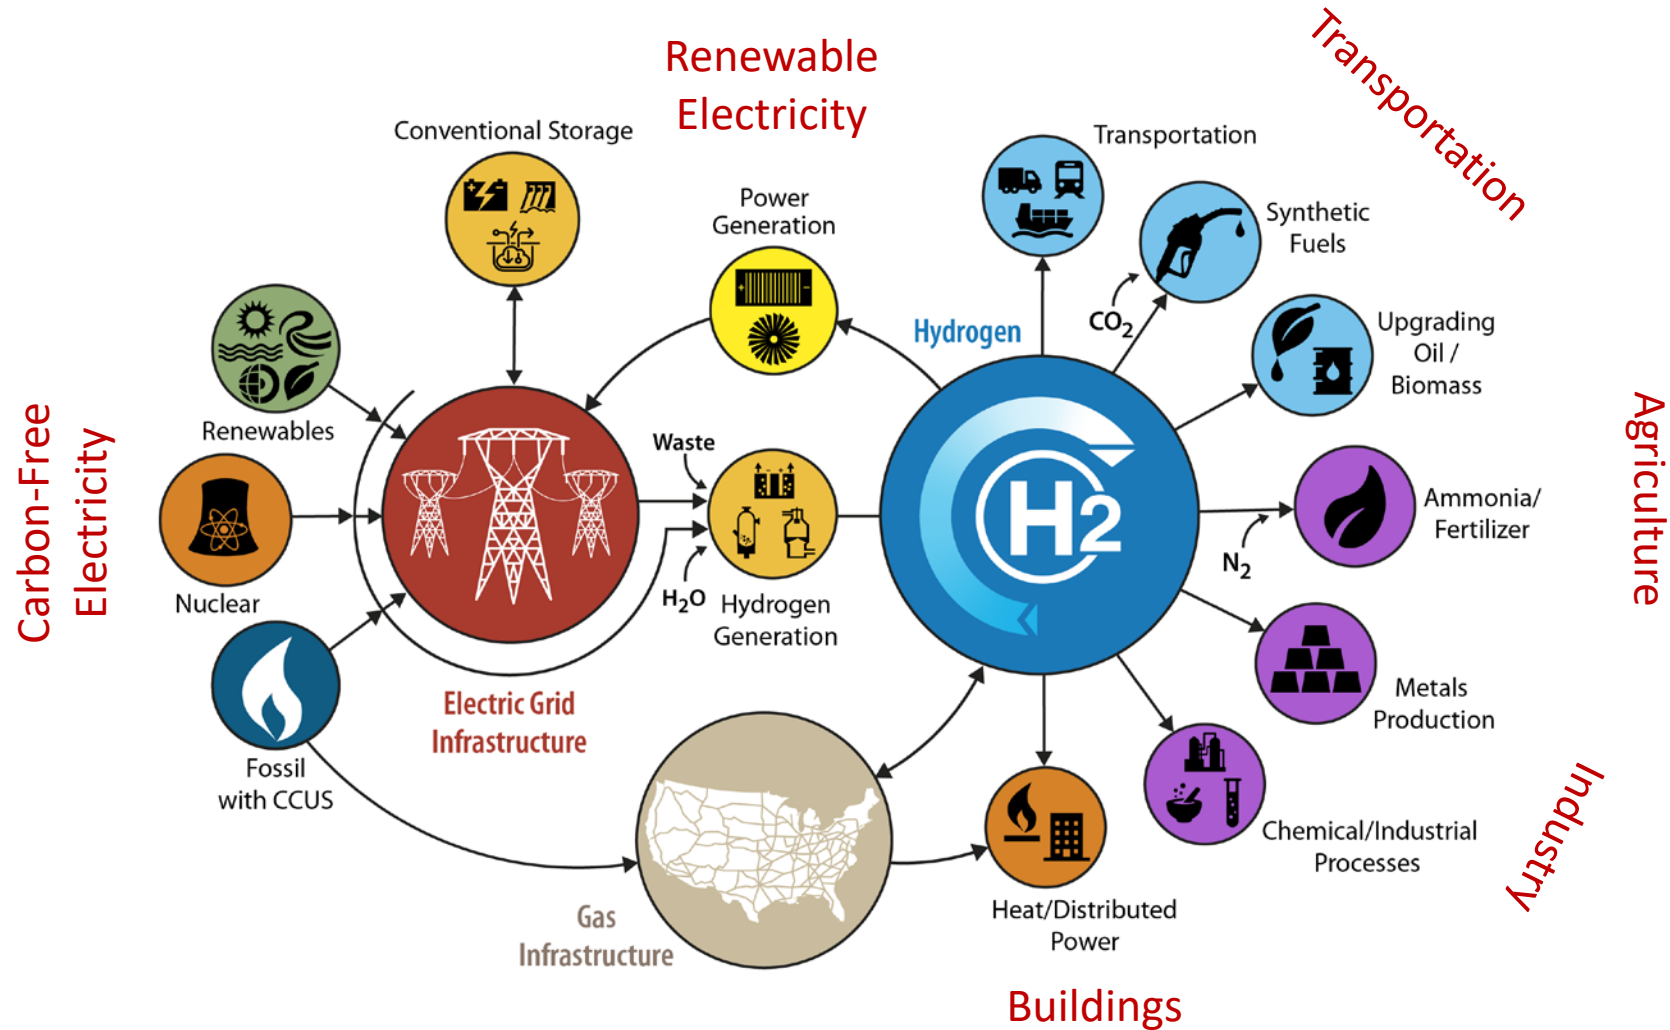 Renewable
Electricity
Transportation
Conventional Storage
Transportation
Power
Generation
Synthetic
Fuels
CO₂
Hydrogen
Upgrading
Oil /
Biomass
Renewables
Waste
Carbon-Free
Electricity
Agriculture
H2
Ammonia/
Fertilizer
N₂
Nuclear
H₂O
Hydrogen
Generation
Electric Grid
Infrastructure
Metals
Production
Fossil
with CCUS
Industry
Chemical/Industrial
Processes
Gas
Infrastructure
Heat/Distributed
Power
Buildings